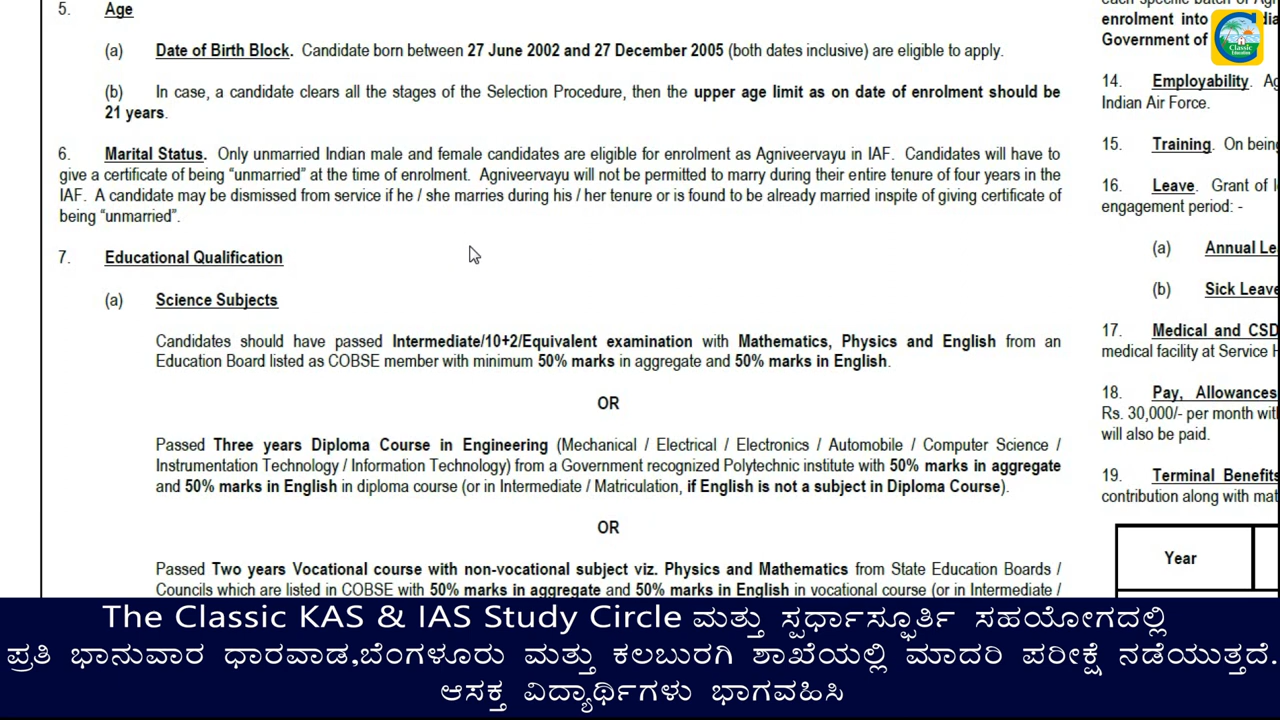 5. Age
(a) Date of Birth Block. Candidate born between 27 June 2002 and 27 December 2005 (both dates inclusive) are eligible to apply.
(b) In case, a candidate clears all the stages of the Selection Procedure, then the upper age limit as on date of enrolment should be
21 years.
6. Marital Status. Only unmarried Indian male and female candidates are eligible for enrolment as Agniveervayu in IAF. Candidates will have to
give a certificate of being “unmarried” at the time of enrolment. Agniveervayu will not be permitted to marry during their entire tenure of four years in the
IAF. A candidate may be dismissed from service if he / she marries during his / her tenure or is found to be already married inspite of giving certificate of
being “unmarried”.
7. Educational Qualification
(a) Science Subjects
Candidates should have passed Intermediate/10+2/Equivalent examination with Mathematics, Physics and English from an
Education Board listed as COBSE member with minimum 50% marks in aggregate and 50% marks in English.
OR
Passed Three years Diploma Course in Engineering (Mechanical / Electrical / Electronics / Automobile / Computer Science /
Instrumentation Technology / Information Technology) from a Government recognized Polytechnic institute with 50% marks in aggregate
and 50% marks in English in diploma course (or in Intermediate / Matriculation, if English is not a subject in Diploma Course).
OR
Passed Two years Vocational course with non-vocational subject viz. Physics and Mathematics from State Education Boards /
Councils which are listed in COBSE with 50% marks in aggregate and 50% marks in English in vocational course (or in Intermediate /
enrolment into
Government of
Classic
Education
14. Employability.
Indian Air Force.
15. Training. On being
16. Leave. Grant of
engagement period: -
(a) Annual
(b) Sick Leave
17. Medical and CSD
medical facility at Service
18. Pay, Allowances
Rs. 30,000/- per month
will also be paid.
19. Terminal Benefits
contribution along with
Year
The Classic KAS & IAS Study Circle ಮತ್ತು ಸ್ಪರ್ಧಾಸ್ಫೂರ್ತಿ ಸಹಯೋಗದಲ್ಲಿ
ಪ್ರತಿ ಭಾನುವಾರ ಧಾರವಾಡ,ಬೆಂಗಳೂರು ಮತ್ತು ಕಲಬುರಗಿ ಶಾಖೆಯಲ್ಲಿ ಮಾದರಿ ಪರೀಕ್ಷೆ ನಡೆಯುತ್ತದೆ.
ಆಸಕ್ತ ವಿದ್ಯಾರ್ಥಿಗಳು ಭಾಗವಹಿಸಿ